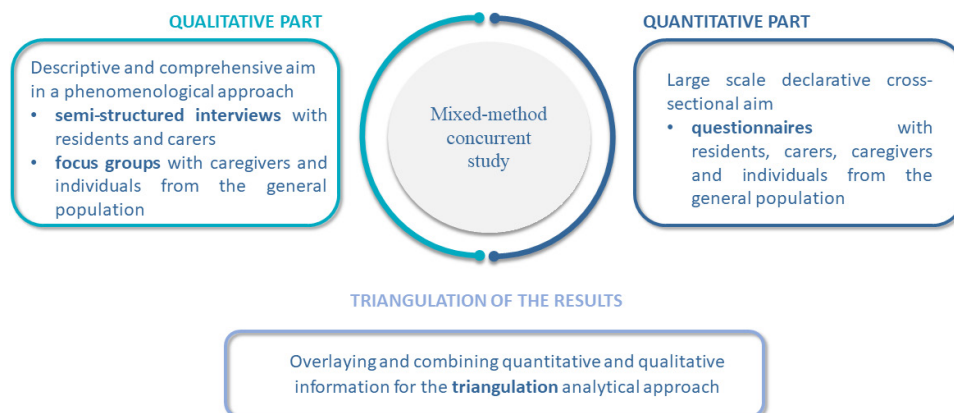 QUALITATIVE PART
Descriptive and comprehensive aim
in a phenomenological approach
• semi-structured interviews with
residents and carers
• focus groups with caregivers and
individuals from the general
population
Mixed-method
concurrent
study
QUANTITATIVE PART
Large scale declarative cross-
sectional aim
• questionnaires with
residents, carers, caregivers
and individuals from the
general population
TRIANGULATION OF THE RESULTS
Overlaying and combining quantitative and qualitative
information for the triangulation analytical approach